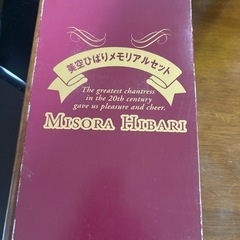 美空ひばりメモリアルセット
The greatest chantress
in the 20th century
gave us pleasure and cheer.
MISORA HIBARI